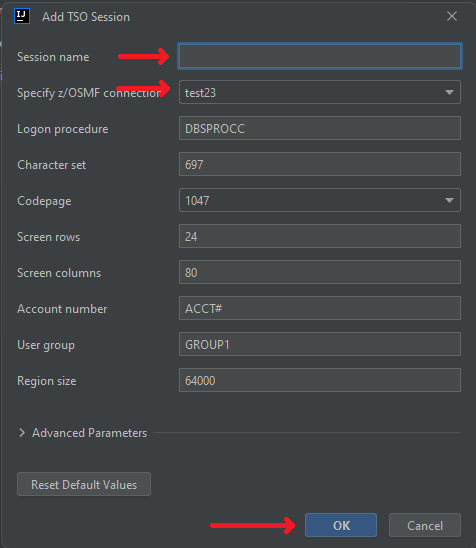 IJ Add TSO Session
Session name
Specify z/OSMF connection test23
Logon procedure DBSPROCC
Character set 697
Codepage 1047
Screen rows 24
Screen columns 80
Account number ACCT#
User group GROUP1
Region size 64000
Advanced Parameters
Reset Default Values
OK Cancel